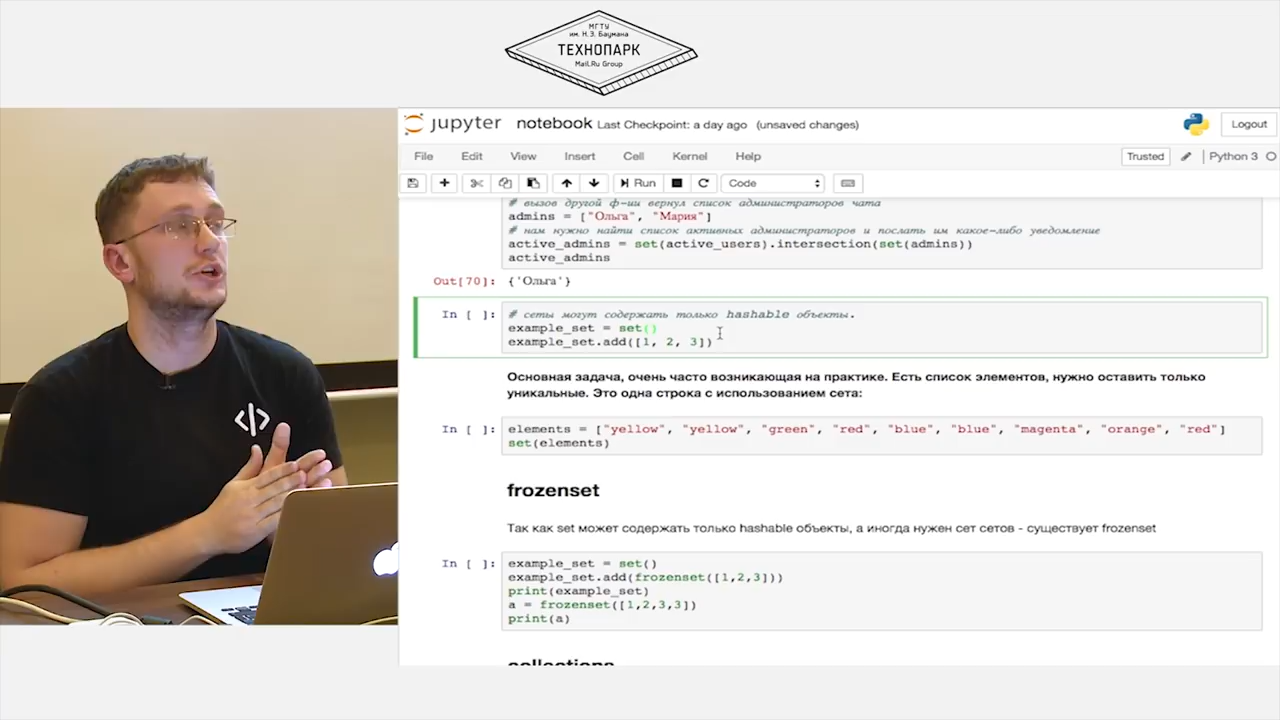 МГТУ
им. Н.Э. Баумана
ТЕХНОПАРК
Mail.Ru Group
jupyter notebook Last Checkpoint: a day ago (unsaved changes)
Logout
File Edit View Insert Cell Kernel Help
Trusted
Python 3
Run
Code
# вызов другой ф-ии вернул список администраторов чата
admins = ["Ольга", "Мария"]
# нам нужно найти список активных администраторов и послать им какое-либо уведомление
active_admins = set(active_users).intersection(set(admins))
active_admins
Out[70]: {'Ольга'}
In [ ]: # сеты могут содержать только hashable объекты.
example_set = set()
example_set.add([1, 2, 3])
Основная задача, очень часто возникающая на практике. Есть список элементов, нужно оставить только
уникальные. Это одна строка с использованием сета:
In [ ]: elements = ["yellow", "yellow", "green", "red", "blue", "blue", "magenta", "orange", "red"]
set(elements)
frozenset
Так как set может содержать только hashable объекты, а иногда нужен сет сетов - существует frozenset
In [ ]: example_set = set()
example_set.add(frozenset([1,2,3]))
print(example_set)
a = frozenset([1,2,3,3])
print(a)
collections